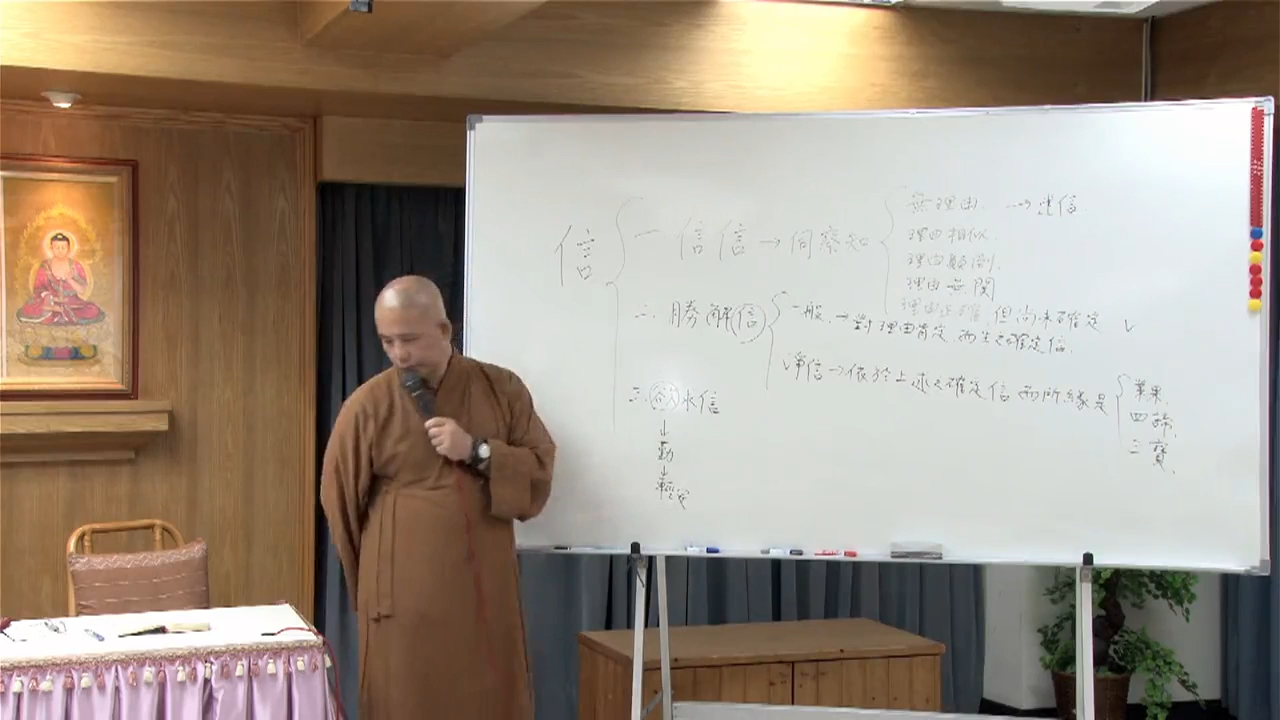 信
一 信信 → 伺察知
無理由 → 迷信
理由相似
理由顛倒
理由無關
理由正確,但尚未確定 ✓
二. 勝解信
一般 → 對理由肯定而生之確定信.
✓淨信 → 依於上述之確定信 而所緣是
業果.
四諦.
三寶.
三. 欲求信
↓
勤
↓
輕安